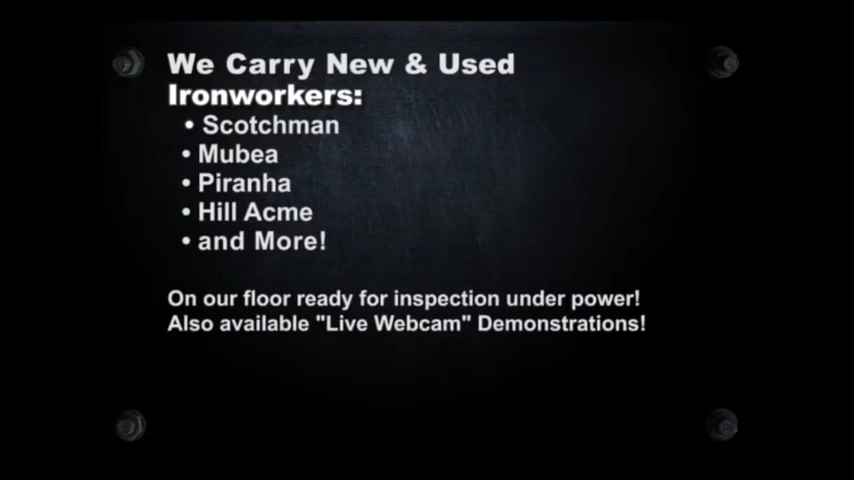 We Carry New & Used
Ironworkers:
• Scotchman
• Mubea
• Piranha
• Hill Acme
• and More!
On our floor ready for inspection under power!
Also available "Live Webcam" Demonstrations!